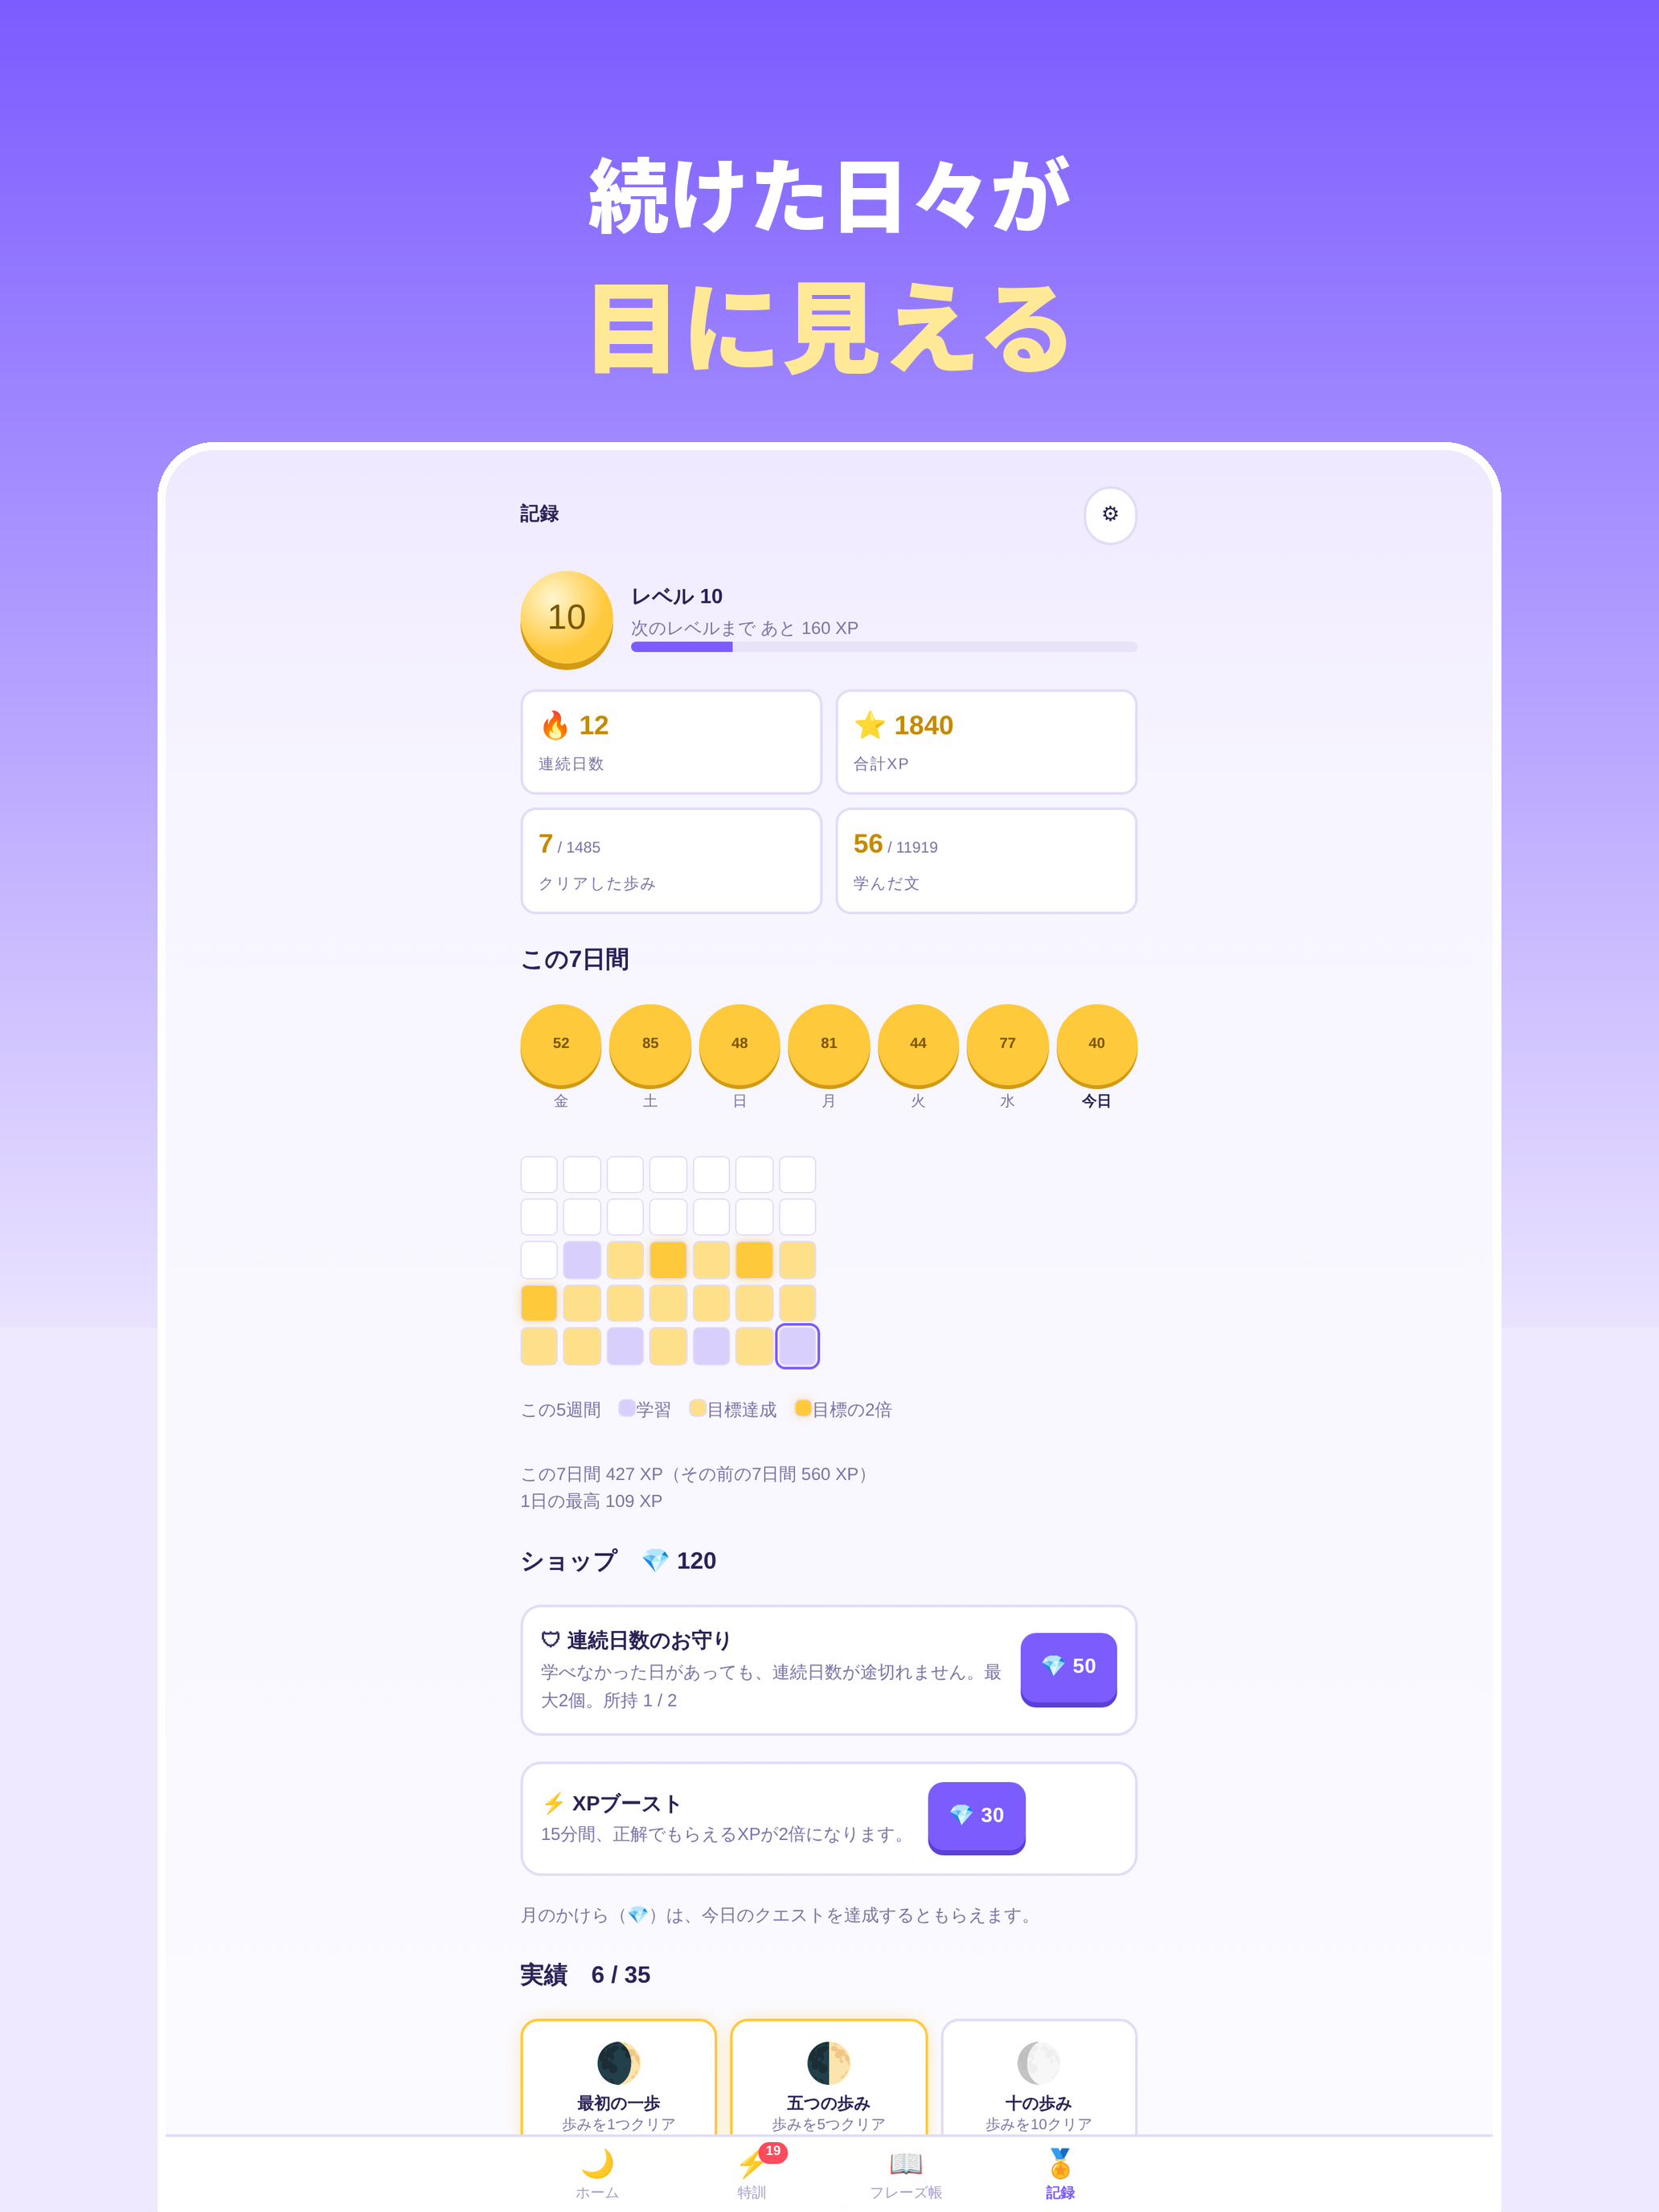 続けた日々が
目に見える
記録
10
レベル 10
次のレベルまで あと 160 XP
🔥 12
連続日数
⭐ 1840
合計XP
7 / 1485
クリアした歩み
56 / 11919
学んだ文
この7日間
52 85 48 81 44 77 40
金 土 日 月 火 水 今日
この5週間 学習 目標達成 目標の2倍
この7日間 427 XP（その前の7日間 560 XP）
1日の最高 109 XP
ショップ 💎 120
🛡 連続日数のお守り
学べなかった日があっても、連続日数が途切れません。最
大2個。所持 1 / 2
💎 50
⚡ XPブースト
15分間、正解でもらえるXPが2倍になります。
💎 30
月のかけら（💎）は、今日のクエストを達成するともらえます。
実績 6 / 35
最初の一歩
歩みを1つクリア
五つの歩み
歩みを5つクリア
十の歩み
歩みを10クリア
19
ホーム 特訓 フレーズ帳 記録